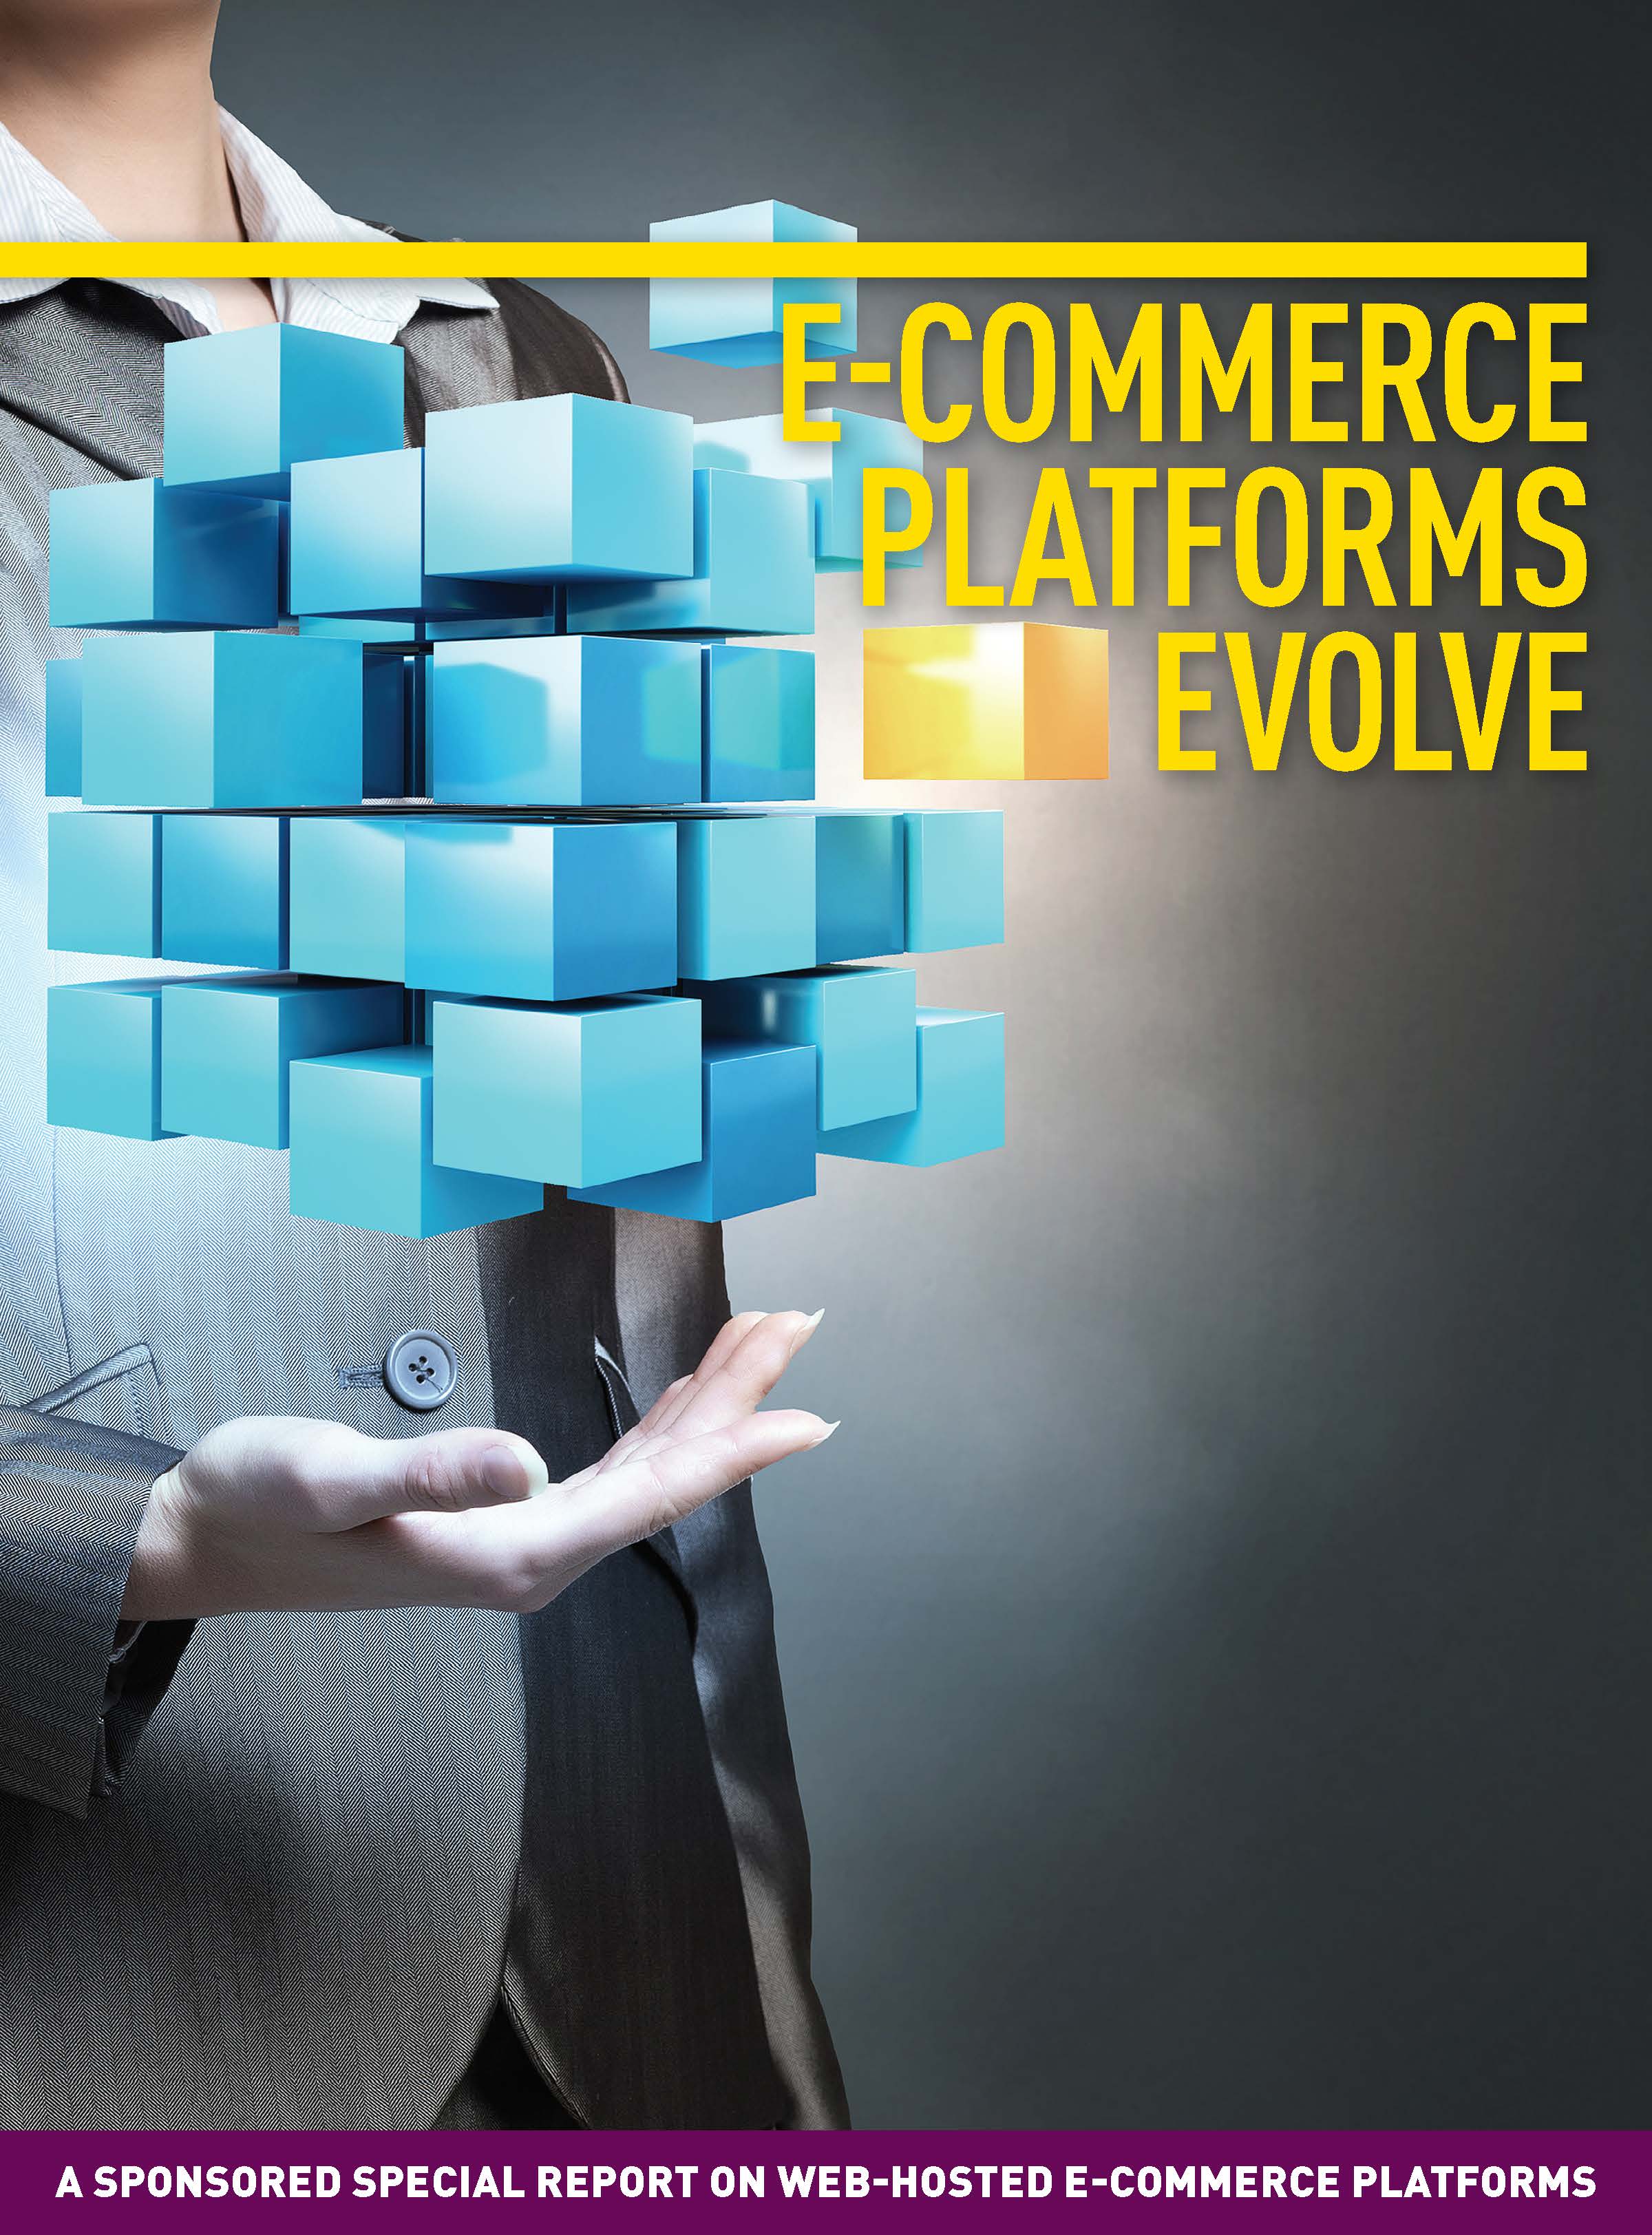 E-COMMERCE
PLATFORMS
EVOLVE
A SPONSORED SPECIAL REPORT ON WEB-HOSTED E-COMMERCE PLATFORMS